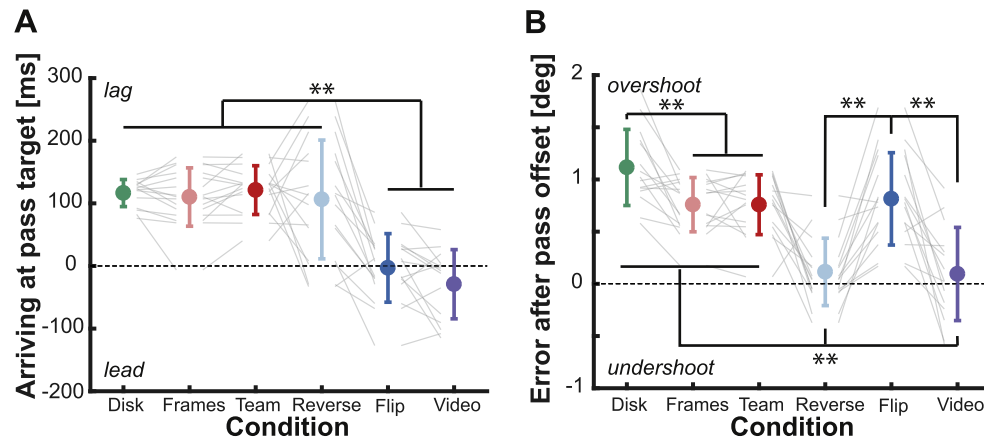 A
Arriving at pass target [ms]
300
200
100
0
-100
-200
lag
**
lead
Disk Frames Team Reverse Flip Video
Condition
B
Error after pass offset [deg]
2
1
0
-1
overshoot
** ** **
**
undershoot
Disk Frames Team Reverse Flip Video
Condition